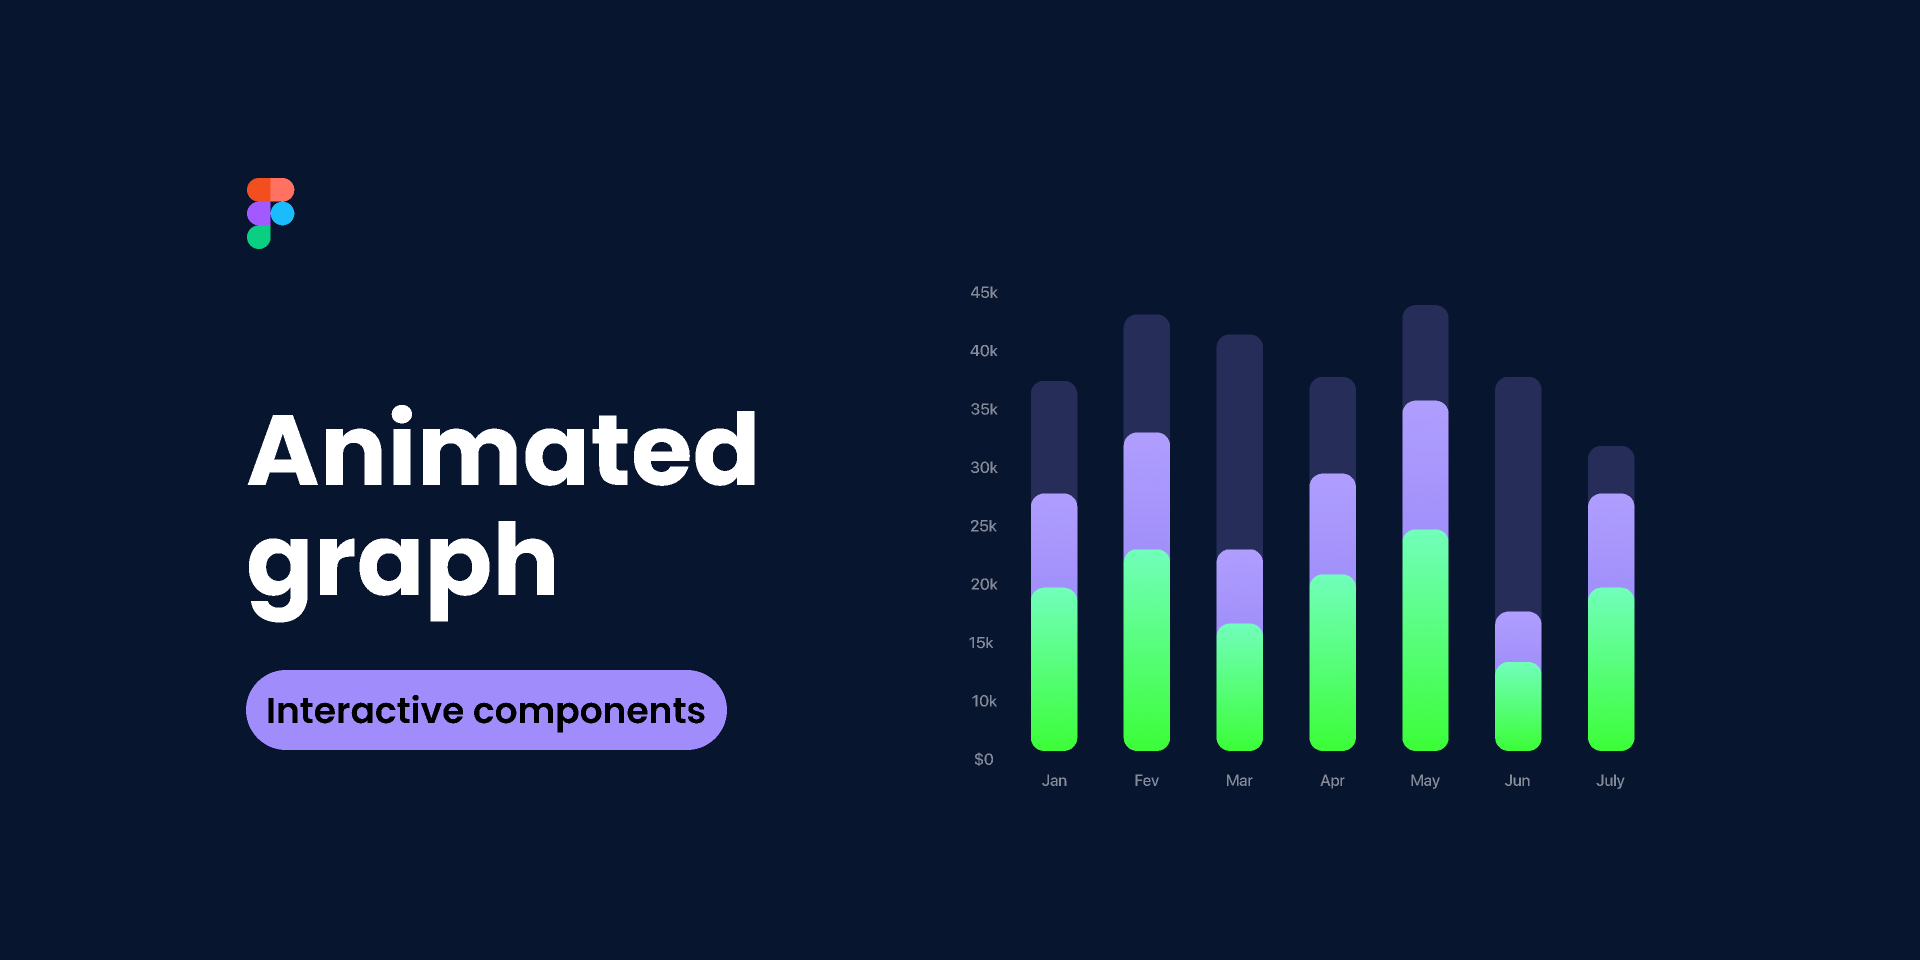 Animated
graph
Interactive components
45k
40k
35k
30k
25k
20k
15k
10k
$0
Jan Fev Mar Apr May Jun July